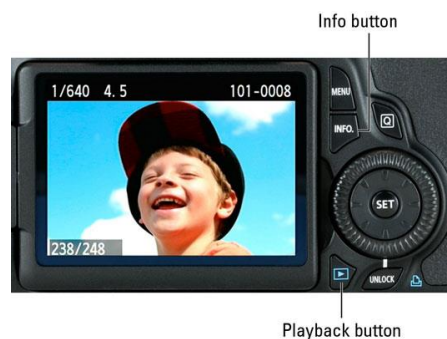 Info button
1/640 4.5 101-0008
MENU
INFO.
Q
SET
238/248
UNLOCK
Playback button